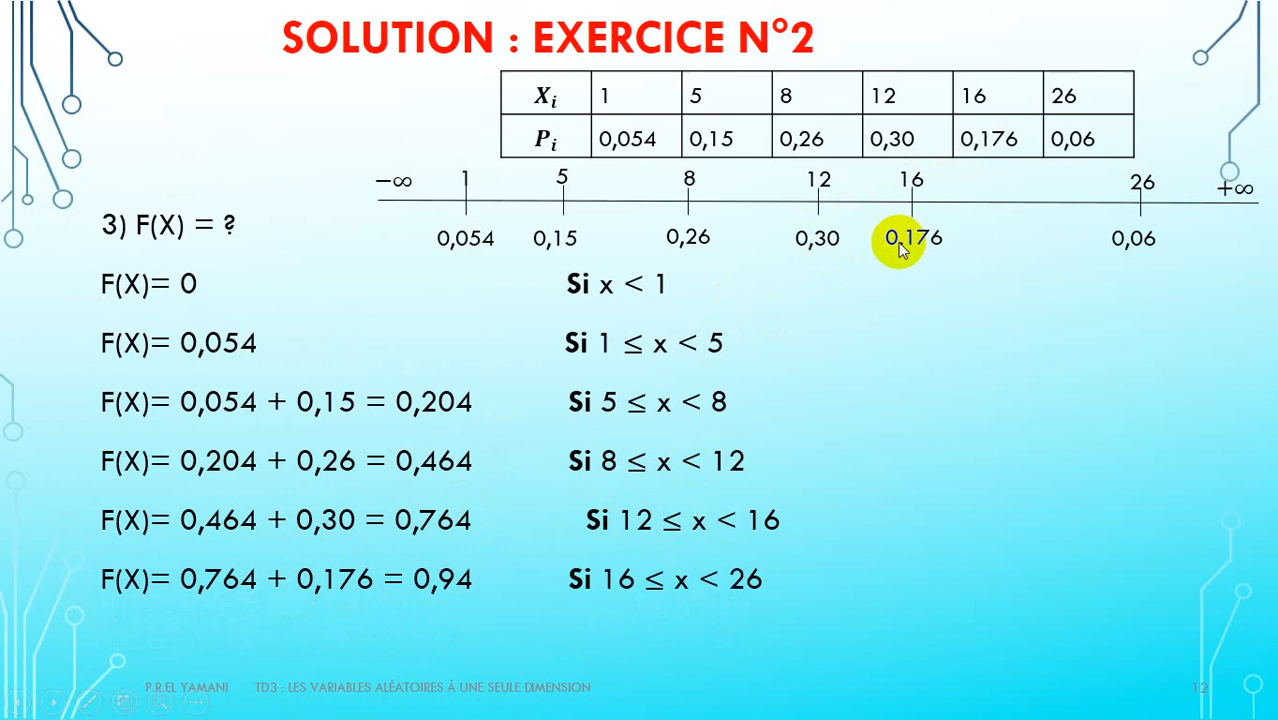 SOLUTION : EXERCICE N°2
X_i 1 5 8 12 16 26
P_i 0,054 0,15 0,26 0,30 0,176 0,06
−∞ 1 5 8 12 16 26 +∞
0,054 0,15 0,26 0,30 0,176 0,06
3) F(X) = ?
F(X)= 0 Si x < 1
F(X)= 0,054 Si 1 ≤ x < 5
F(X)= 0,054 + 0,15 = 0,204 Si 5 ≤ x < 8
F(X)= 0,204 + 0,26 = 0,464 Si 8 ≤ x < 12
F(X)= 0,464 + 0,30 = 0,764 Si 12 ≤ x < 16
F(X)= 0,764 + 0,176 = 0,94 Si 16 ≤ x < 26
P.R.EL YAMANI TD3 : LES VARIABLES ALÉATOIRES À UNE SEULE DIMENSION 12